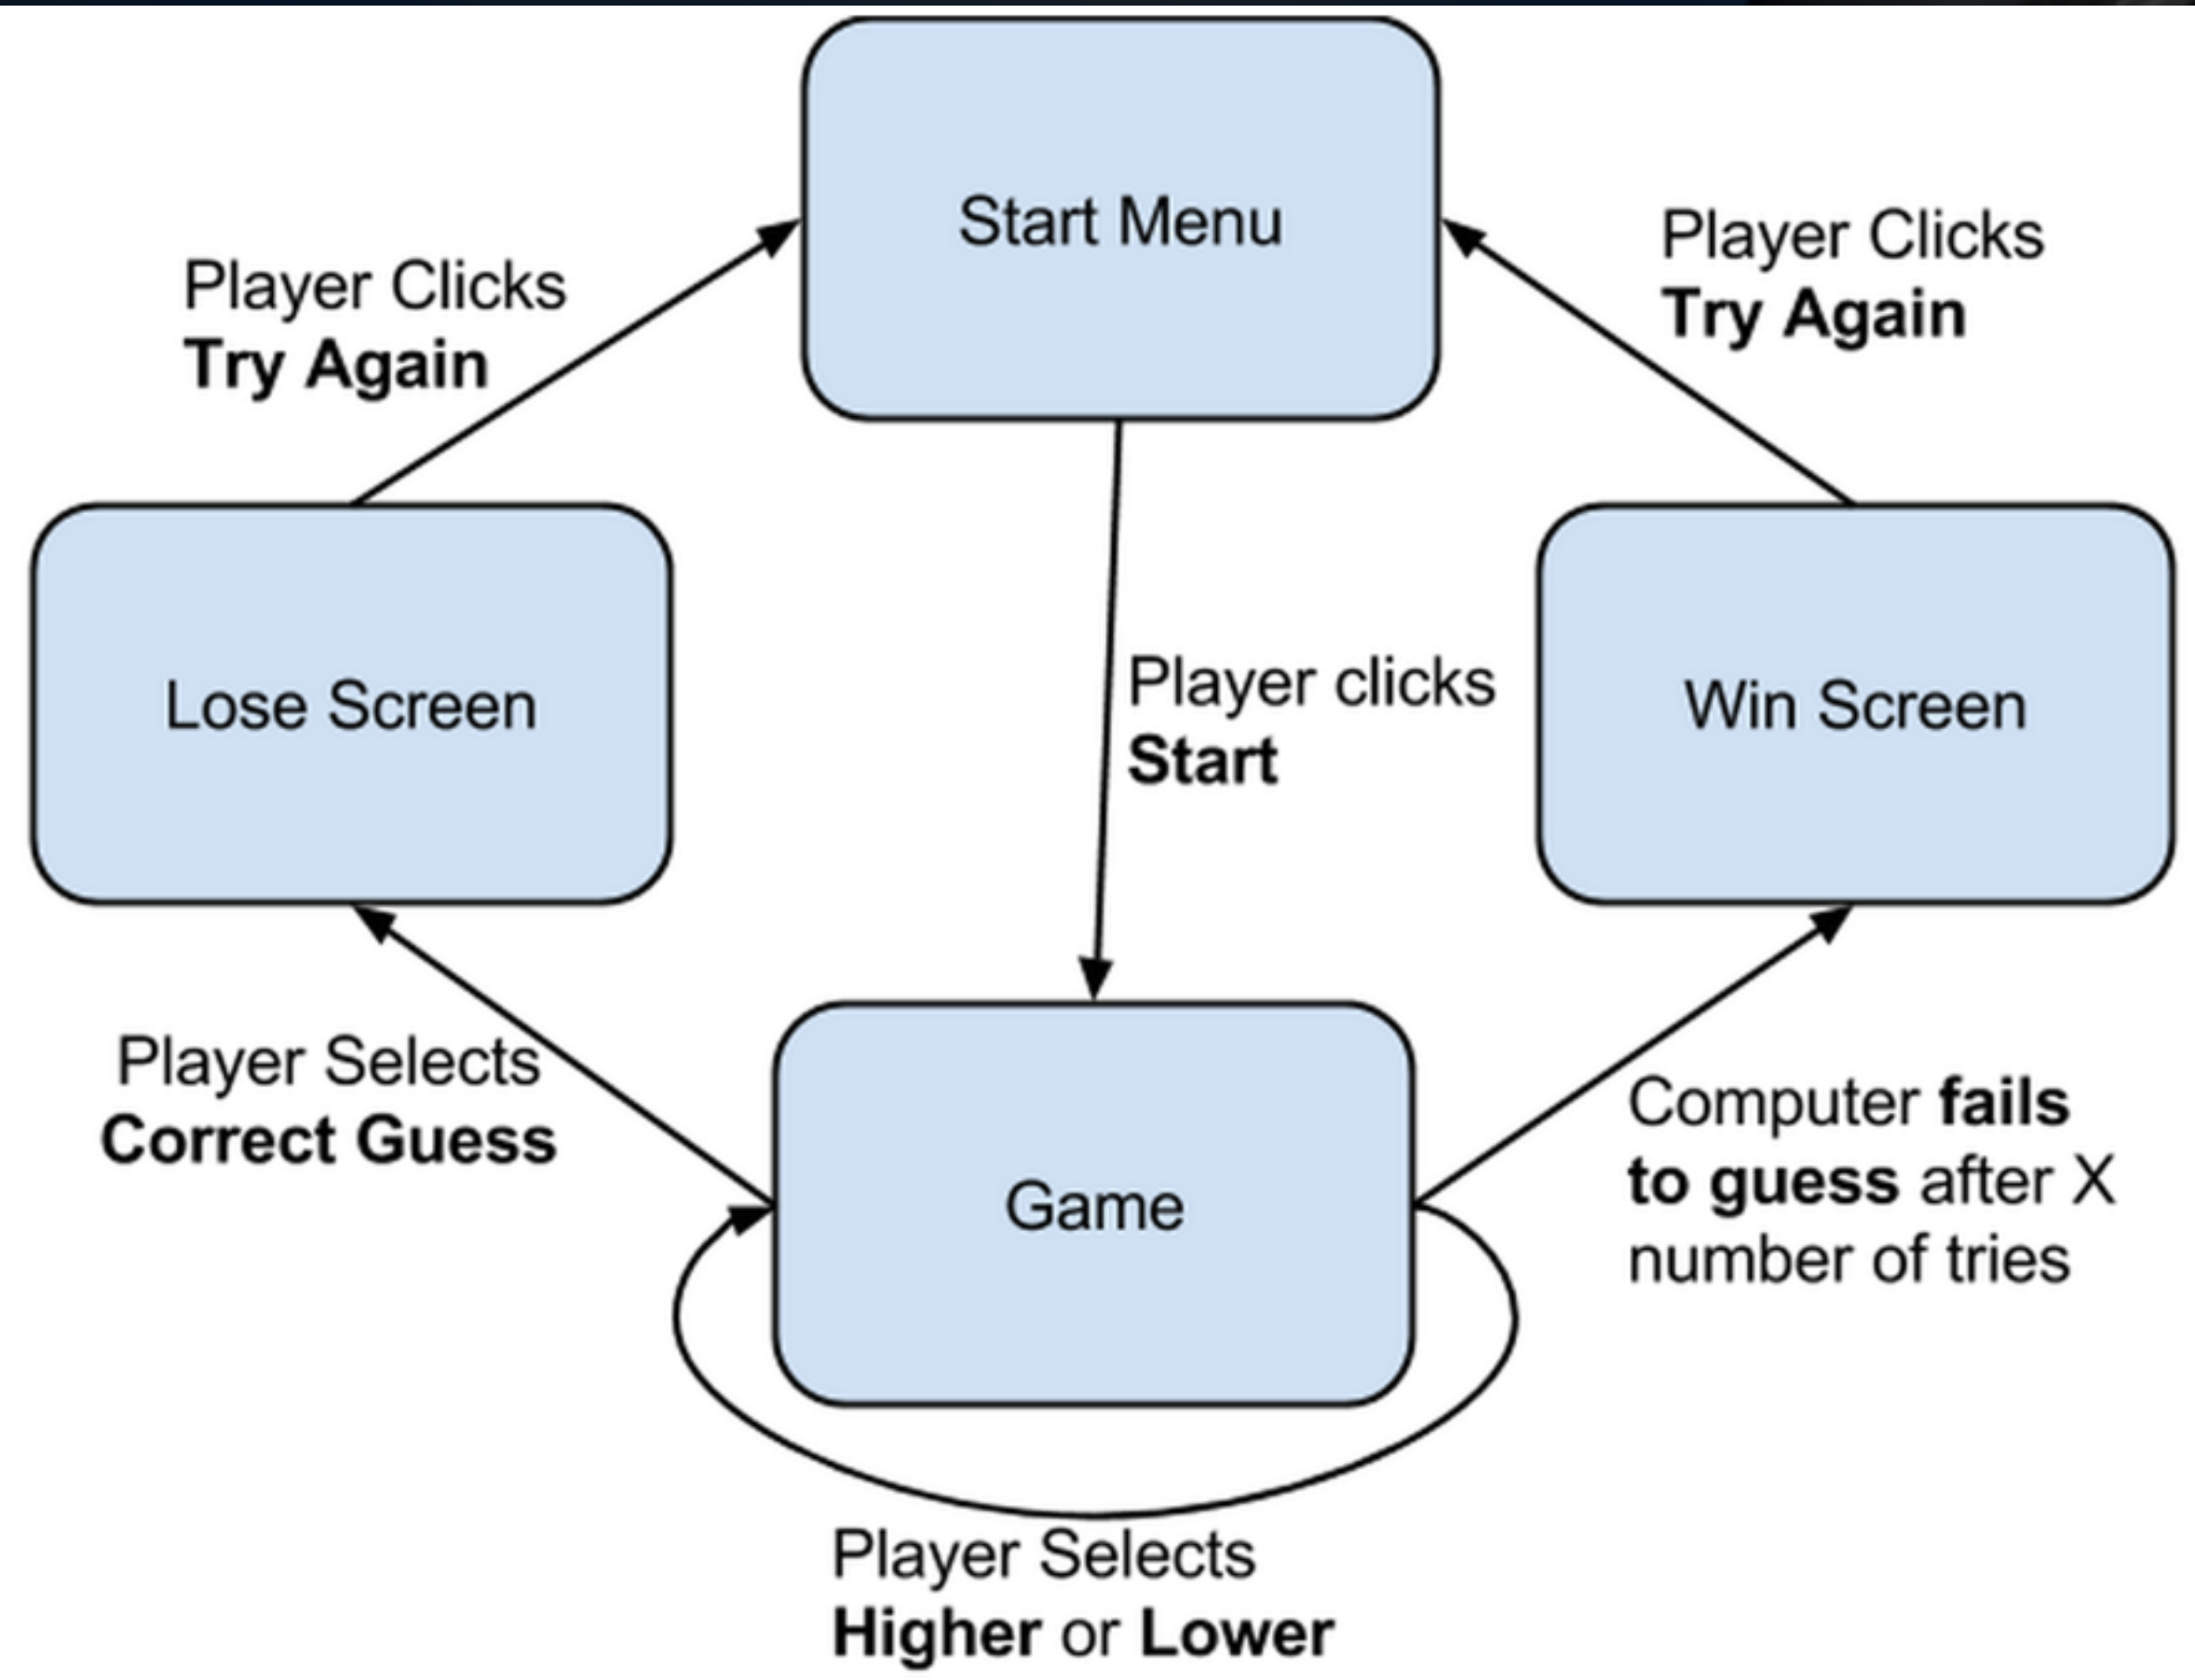 Start Menu
Player Clicks
Try Again
Player Clicks
Try Again
Lose Screen
Player clicks
Start
Win Screen
Player Selects
Correct Guess
Game
Computer fails
to guess after X
number of tries
Player Selects
Higher or Lower